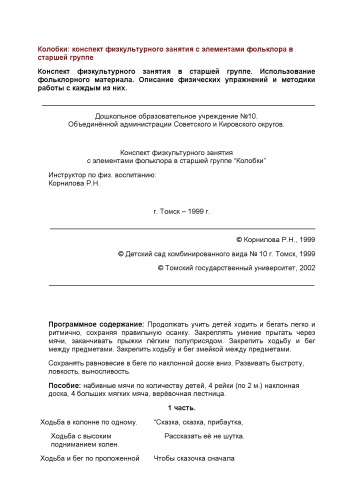 Колобки: конспект физкультурного занятия с элементами фольклора в
старшей группе
Конспект физкультурного занятия в старшей группе. Использование
фольклорного материала. Описание физических упражнений и методики
работы с каждым из них.
Дошкольное образовательное учреждение №10.
Объединённой администрации Советского и Кировского округов.
Конспект физкультурного занятия
с элементами фольклора в старшей группе "Колобки"
Инструктор по физ. воспитанию:
Корнилова Р.Н.
г. Томск – 1999 г.
© Корнилова Р.Н., 1999
© Детский сад комбинированного вида № 10 г. Томск, 1999
© Томский государственный университет, 2002
Программное содержание: Продолжать учить детей ходить и бегать легко и
ритмично, сохраняя правильную осанку. Закреплять умение прыгать через
мячи, заканчивать прыжки лёгким полуприсядом. Закрепить ходьбу и бег
между предметами. Закрепить ходьбу и бег змейкой между предметами.
Сохранять равновесие в беге по наклонной доске вниз. Развивать быстроту,
ловкость, выносливость.
Пособие: набивные мячи по количеству детей, 4 рейки (по 2 м.) наклонная
доска, 4 больших мягких мяча, верёвочная лестница.
1 часть.
Ходьба в колонне по одному. "Сказка, сказка, прибаутка,
Ходьба с высоким Рассказать её не шутка.
подниманием колен.
Ходьба и бег по проложенной Чтобы сказочка сначала